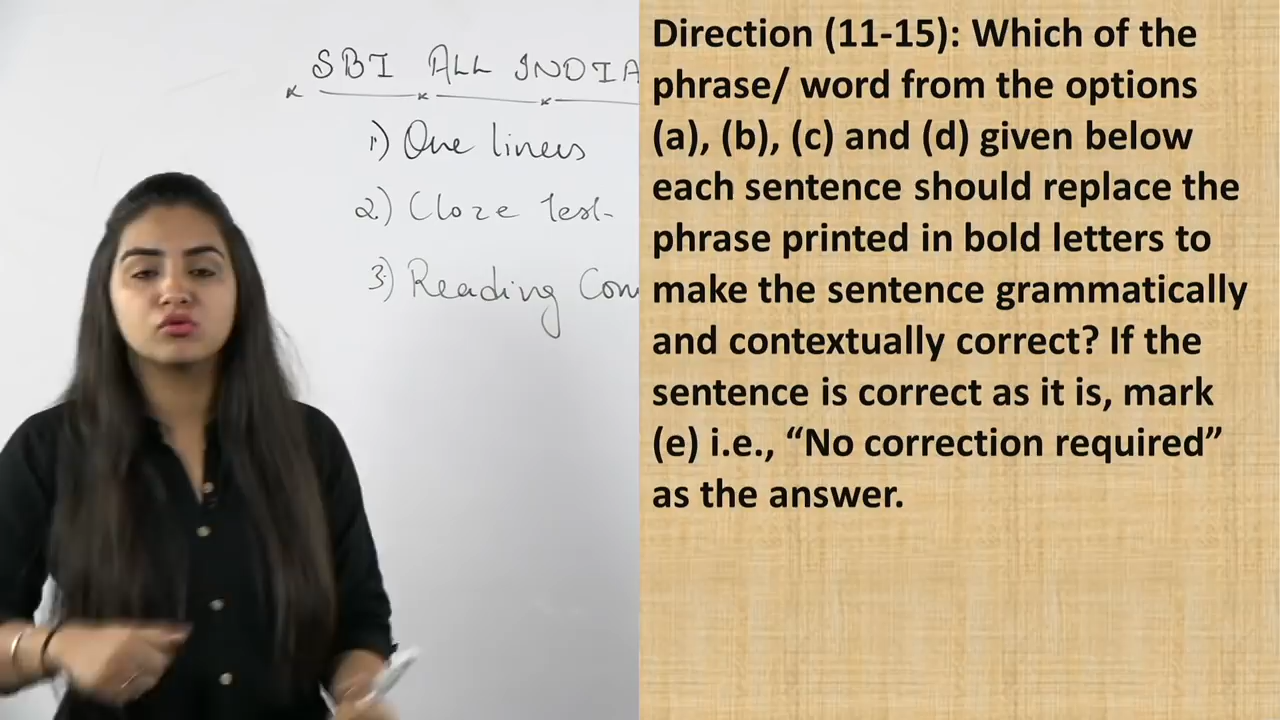 SBI ALL INDIA
1) One liners
2) Cloze test-
3) Reading Com
Direction (11-15): Which of the
phrase/ word from the options
(a), (b), (c) and (d) given below
each sentence should replace the
phrase printed in bold letters to
make the sentence grammatically
and contextually correct? If the
sentence is correct as it is, mark
(e) i.e., “No correction required”
as the answer.